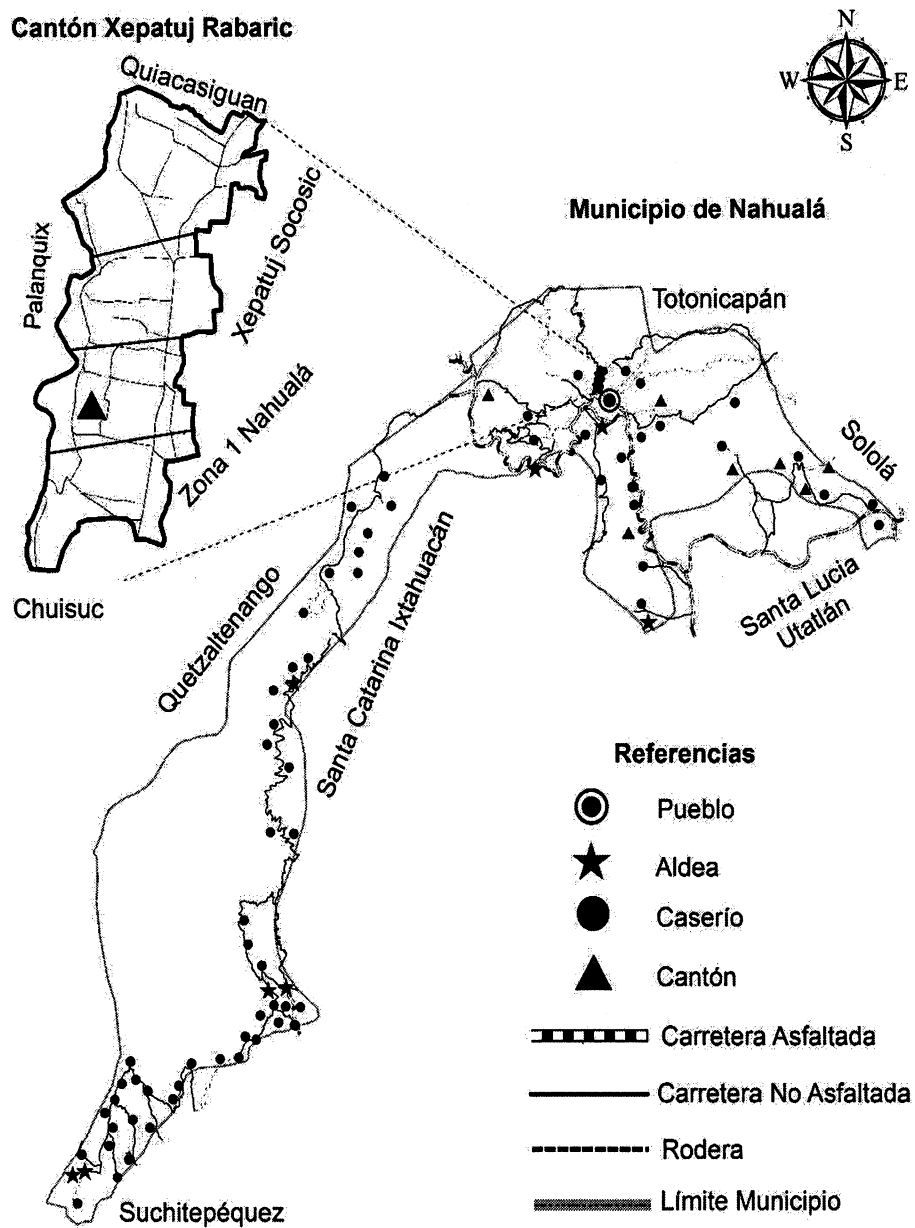 Cantón Xepatuj Rabaric
Quiacasiguan
N
W
E
S
Palanquix
Xepatuj Socosic
Municipio de Nahualá
Totonicapán
Zona 1 Nahualá
Sololá
Chuisuc
Quetzaltenango
Santa Catarina Ixtahuacán
Santa Lucia
Utatlán
Referencias
Pueblo
Aldea
Caserío
Cantón
Carretera Asfaltada
Carretera No Asfaltada
Rodera
Límite Municipio
Suchitepéquez